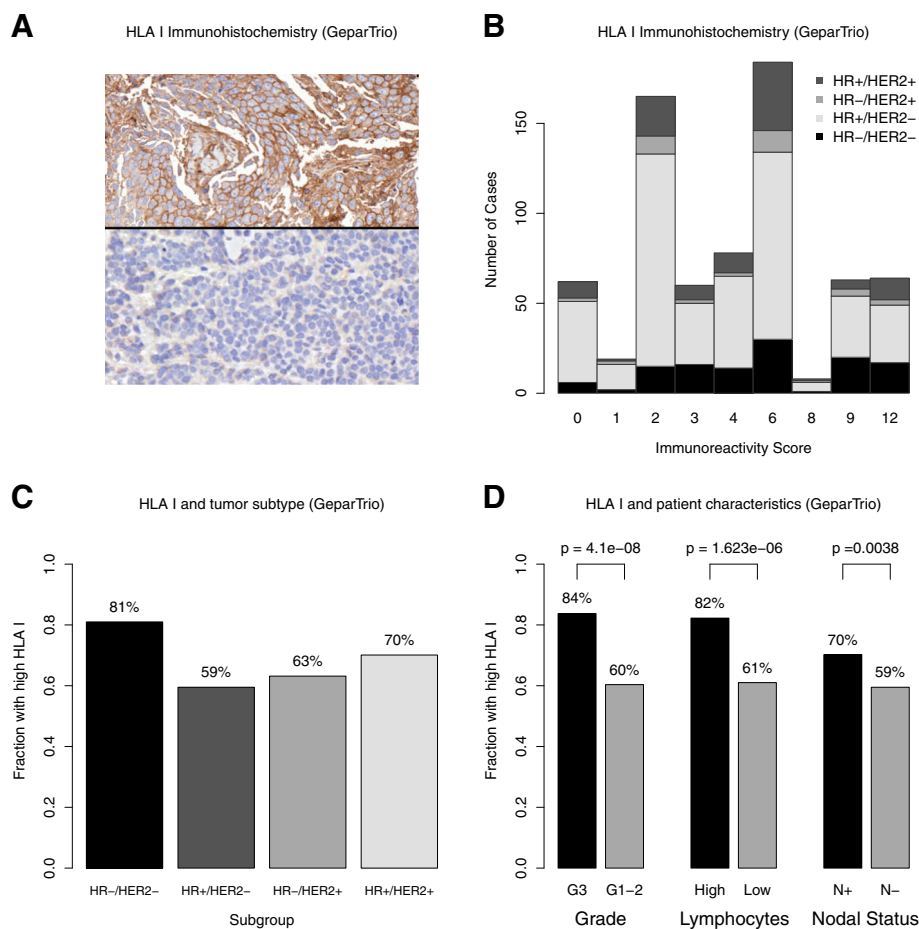 A
HLA I Immunohistochemistry (GeparTrio)
B
HLA I Immunohistochemistry (GeparTrio)
HR+/HER2+
HR−/HER2+
HR+/HER2−
HR−/HER2−
Number of Cases
150
100
50
0
0 1 2 3 4 6 8 9 12
Immunoreactivity Score
C
HLA I and tumor subtype (GeparTrio)
Fraction with high HLA I
1.0
0.8
0.6
0.4
0.2
0.0
81%
59%
63%
70%
HR−/HER2− HR+/HER2− HR−/HER2+ HR+/HER2+
Subgroup
D
HLA I and patient characteristics (GeparTrio)
p = 4.1e−08 p = 1.623e−06 p =0.0038
Fraction with high HLA I
1.0
0.8
0.6
0.4
0.2
0.0
84%
60%
82%
61%
70%
59%
G3 G1−2 High Low N+ N−
Grade Lymphocytes Nodal Status